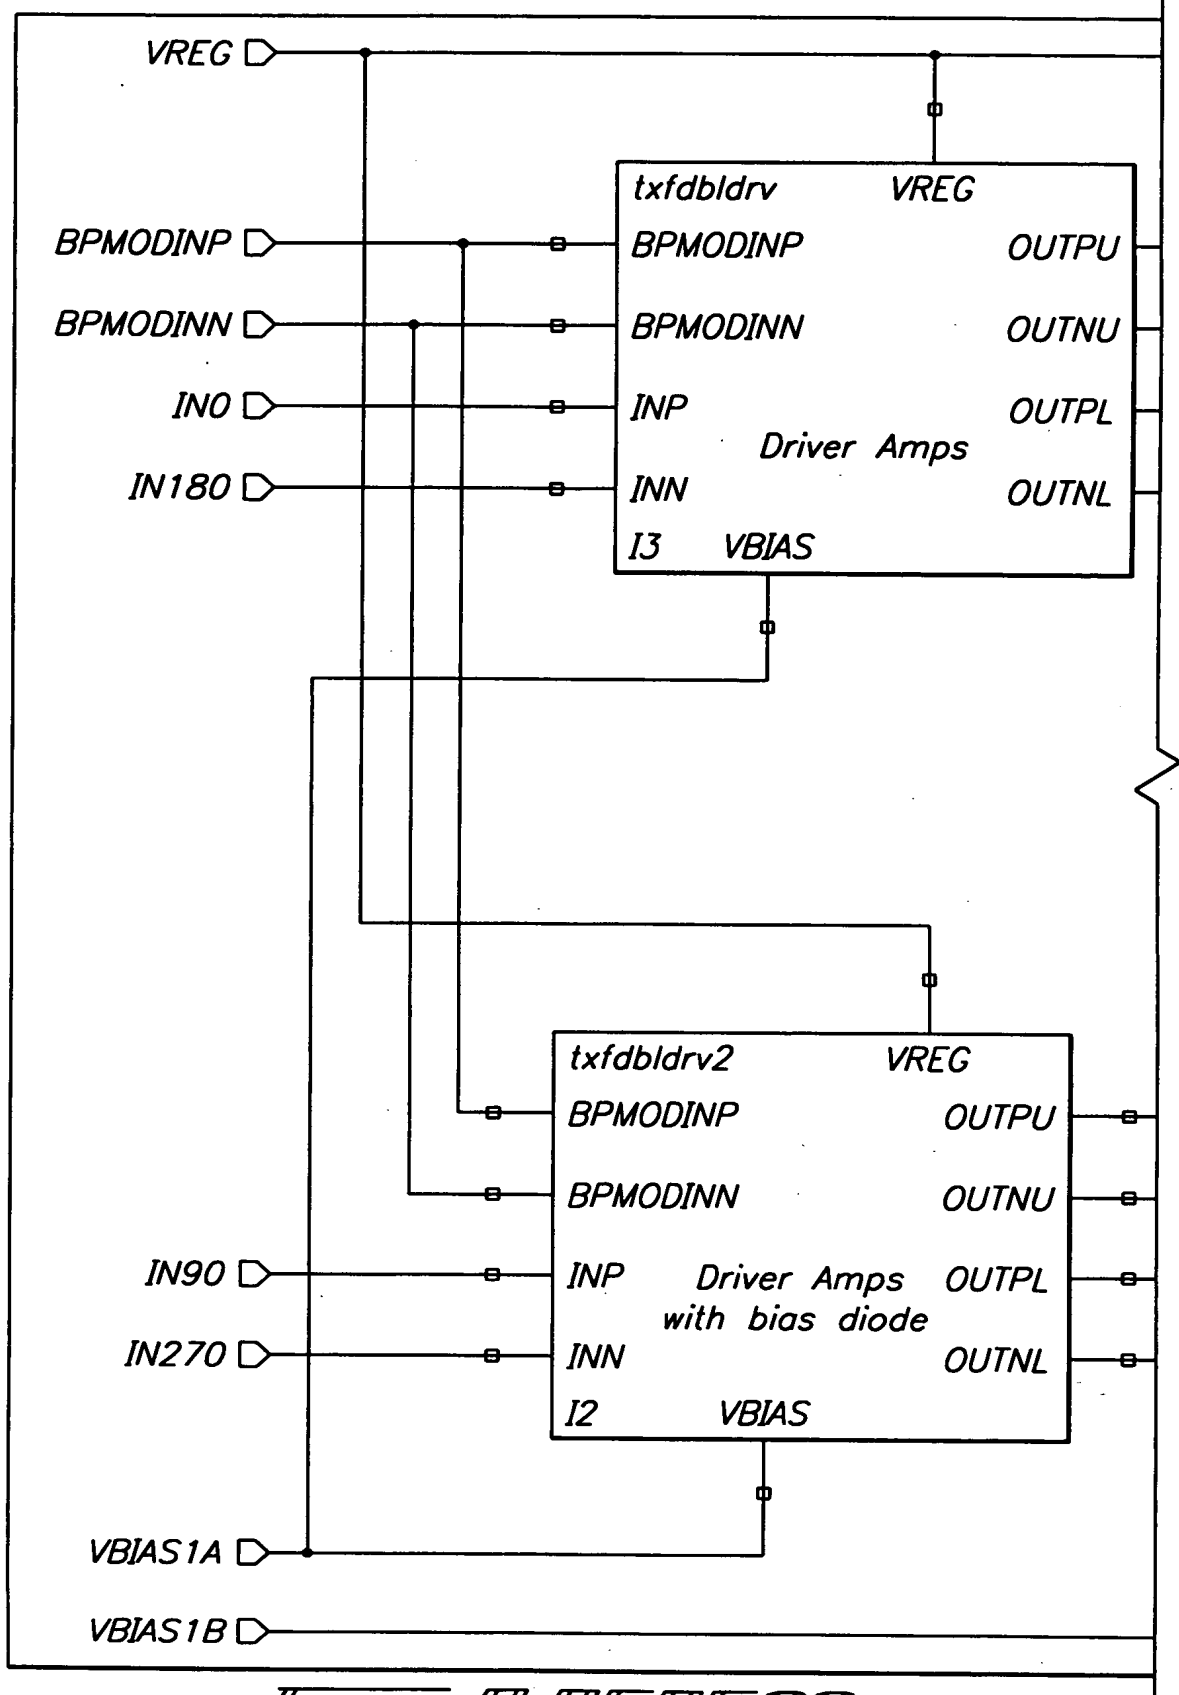 VREG
txfdbldrv VREG
BPMODINP BPMODINP OUTPU
BPMODINN BPMODINN OUTNU
IN0 INP OUTPL
Driver Amps
IN180 INN OUTNL
I3 VBIAS
txfdbldrv2 VREG
BPMODINP OUTPU
BPMODINN OUTNU
IN90 INP Driver Amps OUTPL
with bias diode
IN270 INN OUTNL
I2 VBIAS
VBIAS1A
VBIAS1B